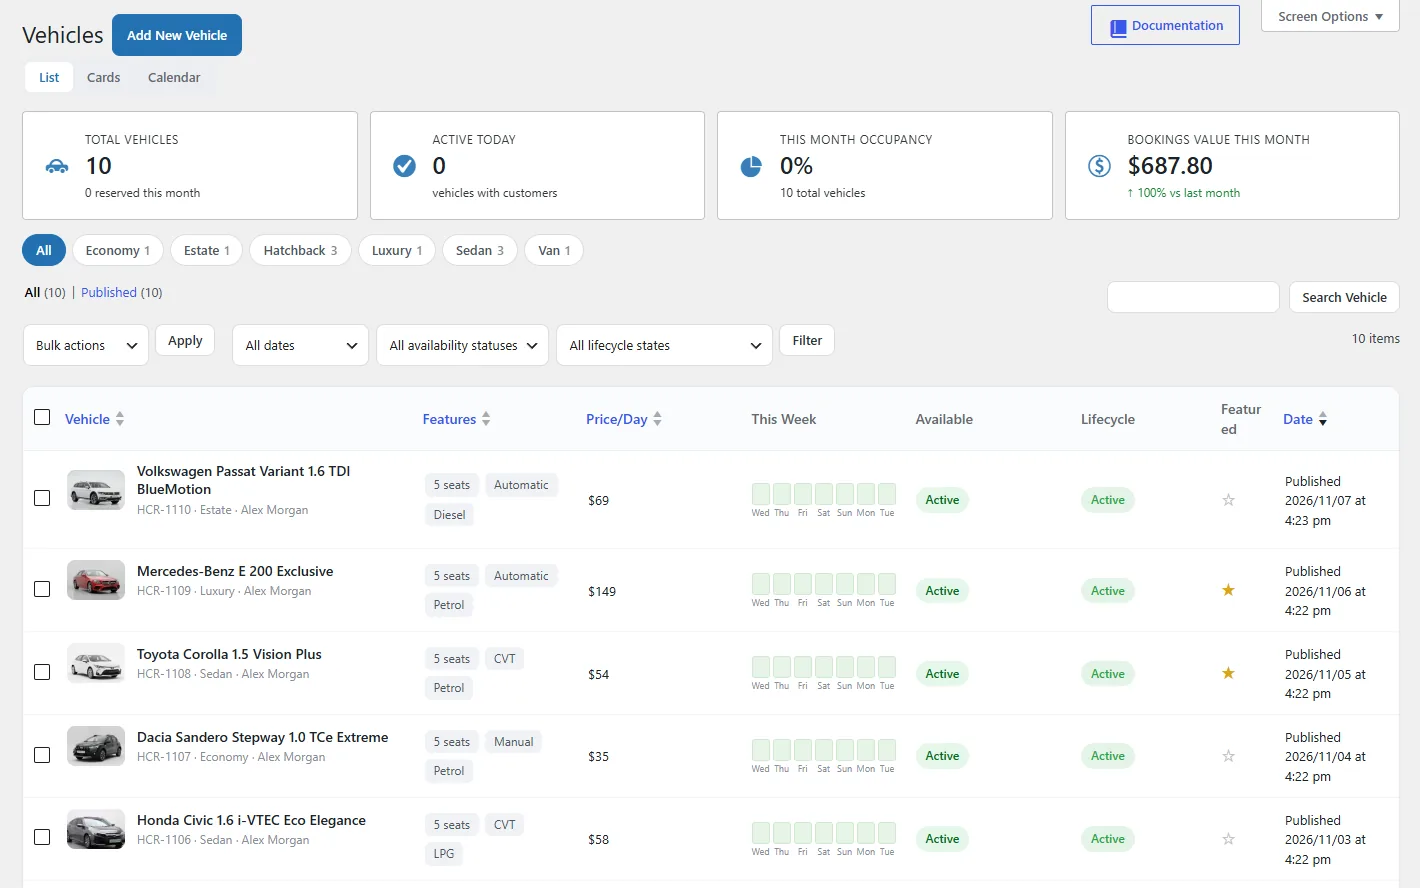 Vehicles
Add New Vehicle
Documentation
Screen Options
List
Cards
Calendar
TOTAL VEHICLES
10
0 reserved this month
ACTIVE TODAY
0
vehicles with customers
THIS MONTH OCCUPANCY
0%
10 total vehicles
BOOKINGS VALUE THIS MONTH
$687.80
↑ 100% vs last month
All
Economy 1
Estate 1
Hatchback 3
Luxury 1
Sedan 3
Van 1
All (10) | Published (10)
Search Vehicle
Bulk actions
Apply
All dates
All availability statuses
All lifecycle states
Filter
10 items
Vehicle
Features
Price/Day
This Week
Available
Lifecycle
Featur
ed
Date
Volkswagen Passat Variant 1.6 TDI
BlueMotion
HCR-1110 · Estate · Alex Morgan
5 seats
Automatic
Diesel
$69
Wed Thu Fri Sat Sun Mon Tue
Active
Active
Published
2026/11/07 at
4:23 pm
Mercedes-Benz E 200 Exclusive
HCR-1109 · Luxury · Alex Morgan
5 seats
Automatic
Petrol
$149
Wed Thu Fri Sat Sun Mon Tue
Active
Active
Published
2026/11/06 at
4:22 pm
Toyota Corolla 1.5 Vision Plus
HCR-1108 · Sedan · Alex Morgan
5 seats
CVT
Petrol
$54
Wed Thu Fri Sat Sun Mon Tue
Active
Active
Published
2026/11/05 at
4:22 pm
Dacia Sandero Stepway 1.0 TCe Extreme
HCR-1107 · Economy · Alex Morgan
5 seats
Manual
Petrol
$35
Wed Thu Fri Sat Sun Mon Tue
Active
Active
Published
2026/11/04 at
4:22 pm
Honda Civic 1.6 i-VTEC Eco Elegance
HCR-1106 · Sedan · Alex Morgan
5 seats
CVT
LPG
$58
Wed Thu Fri Sat Sun Mon Tue
Active
Active
Published
2026/11/03 at
4:22 pm